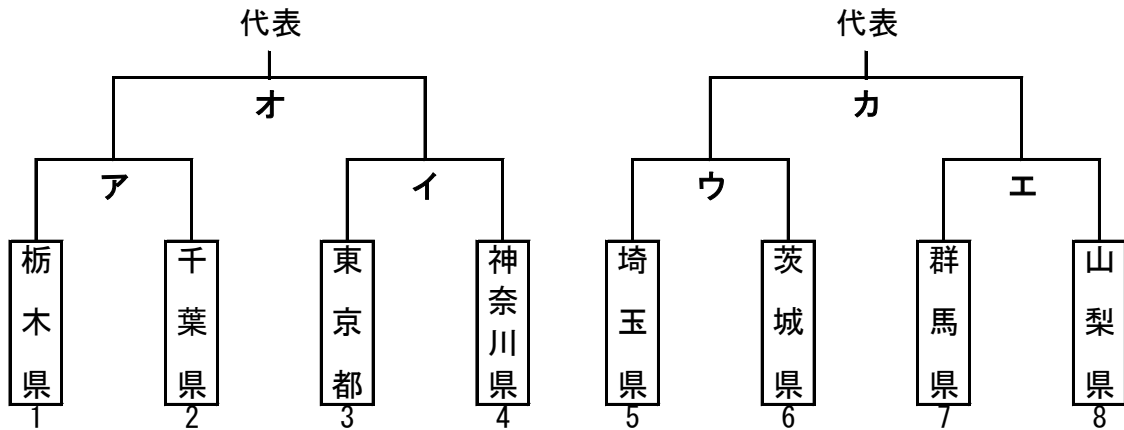 代表
代表
オ
カ
ア
イ
ウ
エ
栃木県
千葉県
東京都
神奈川県
埼玉県
茨城県
群馬県
山梨県
1
2
3
4
5
6
7
8